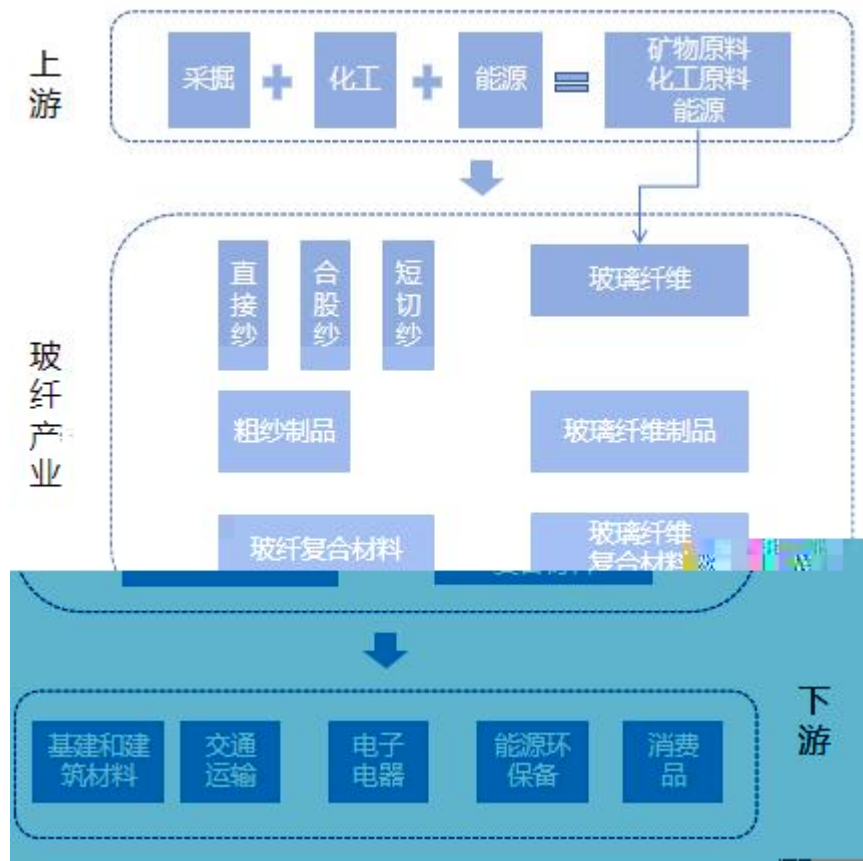 上游
采掘
化工
能源
矿物原料
化工原料
能源
玻纤产业
直接纱
合股纱
短切纱
玻璃纤维
粗纱制品
玻璃纤维制品
玻纤复合材料
玻璃纤维
复合材料
下游
基建和建
筑材料
交通
运输
电子
电器
能源环
保备
消费
品